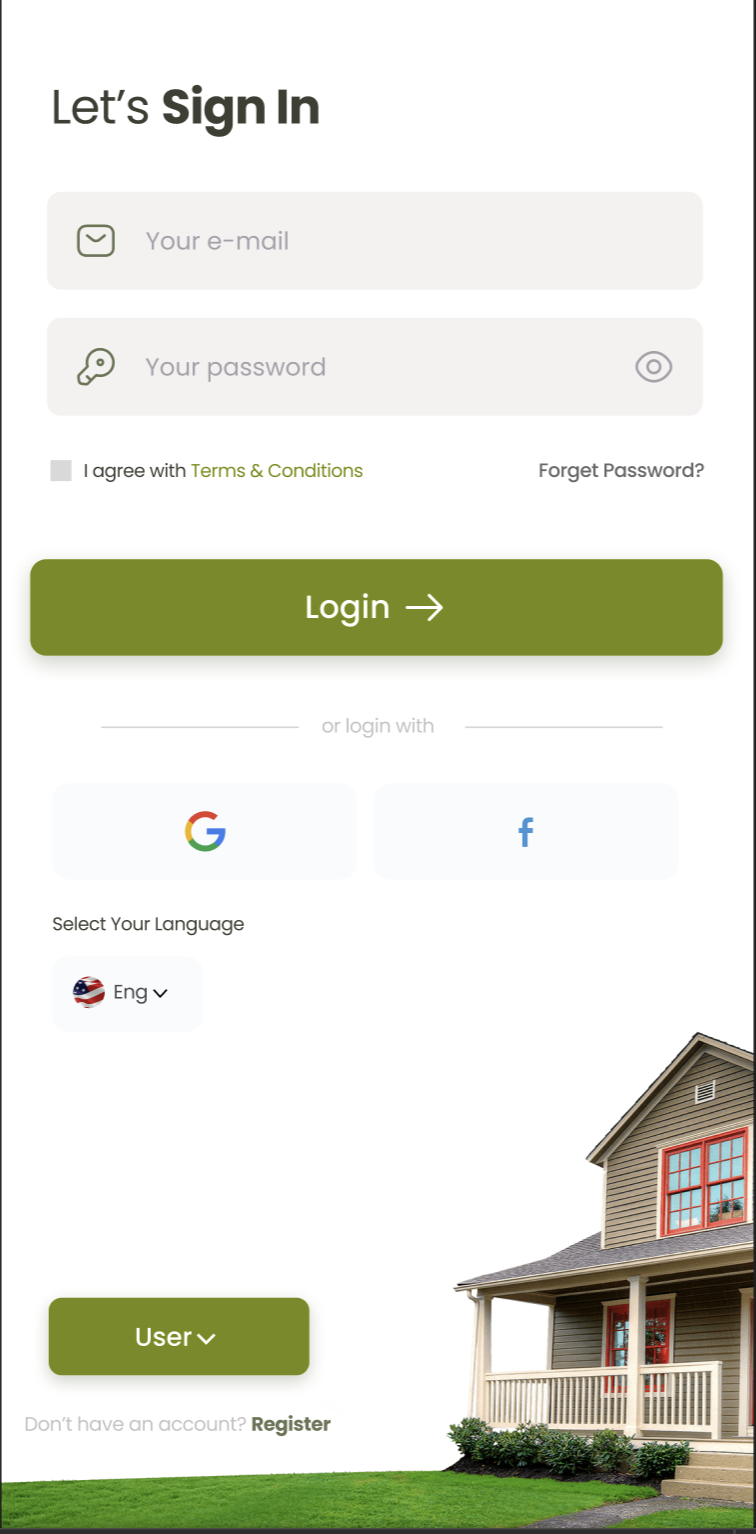 Let's Sign In
Your e-mail
Your password
I agree with Terms & Conditions
Forget Password?
Login
or login with
Select Your Language
Eng
User
Don't have an account? Register